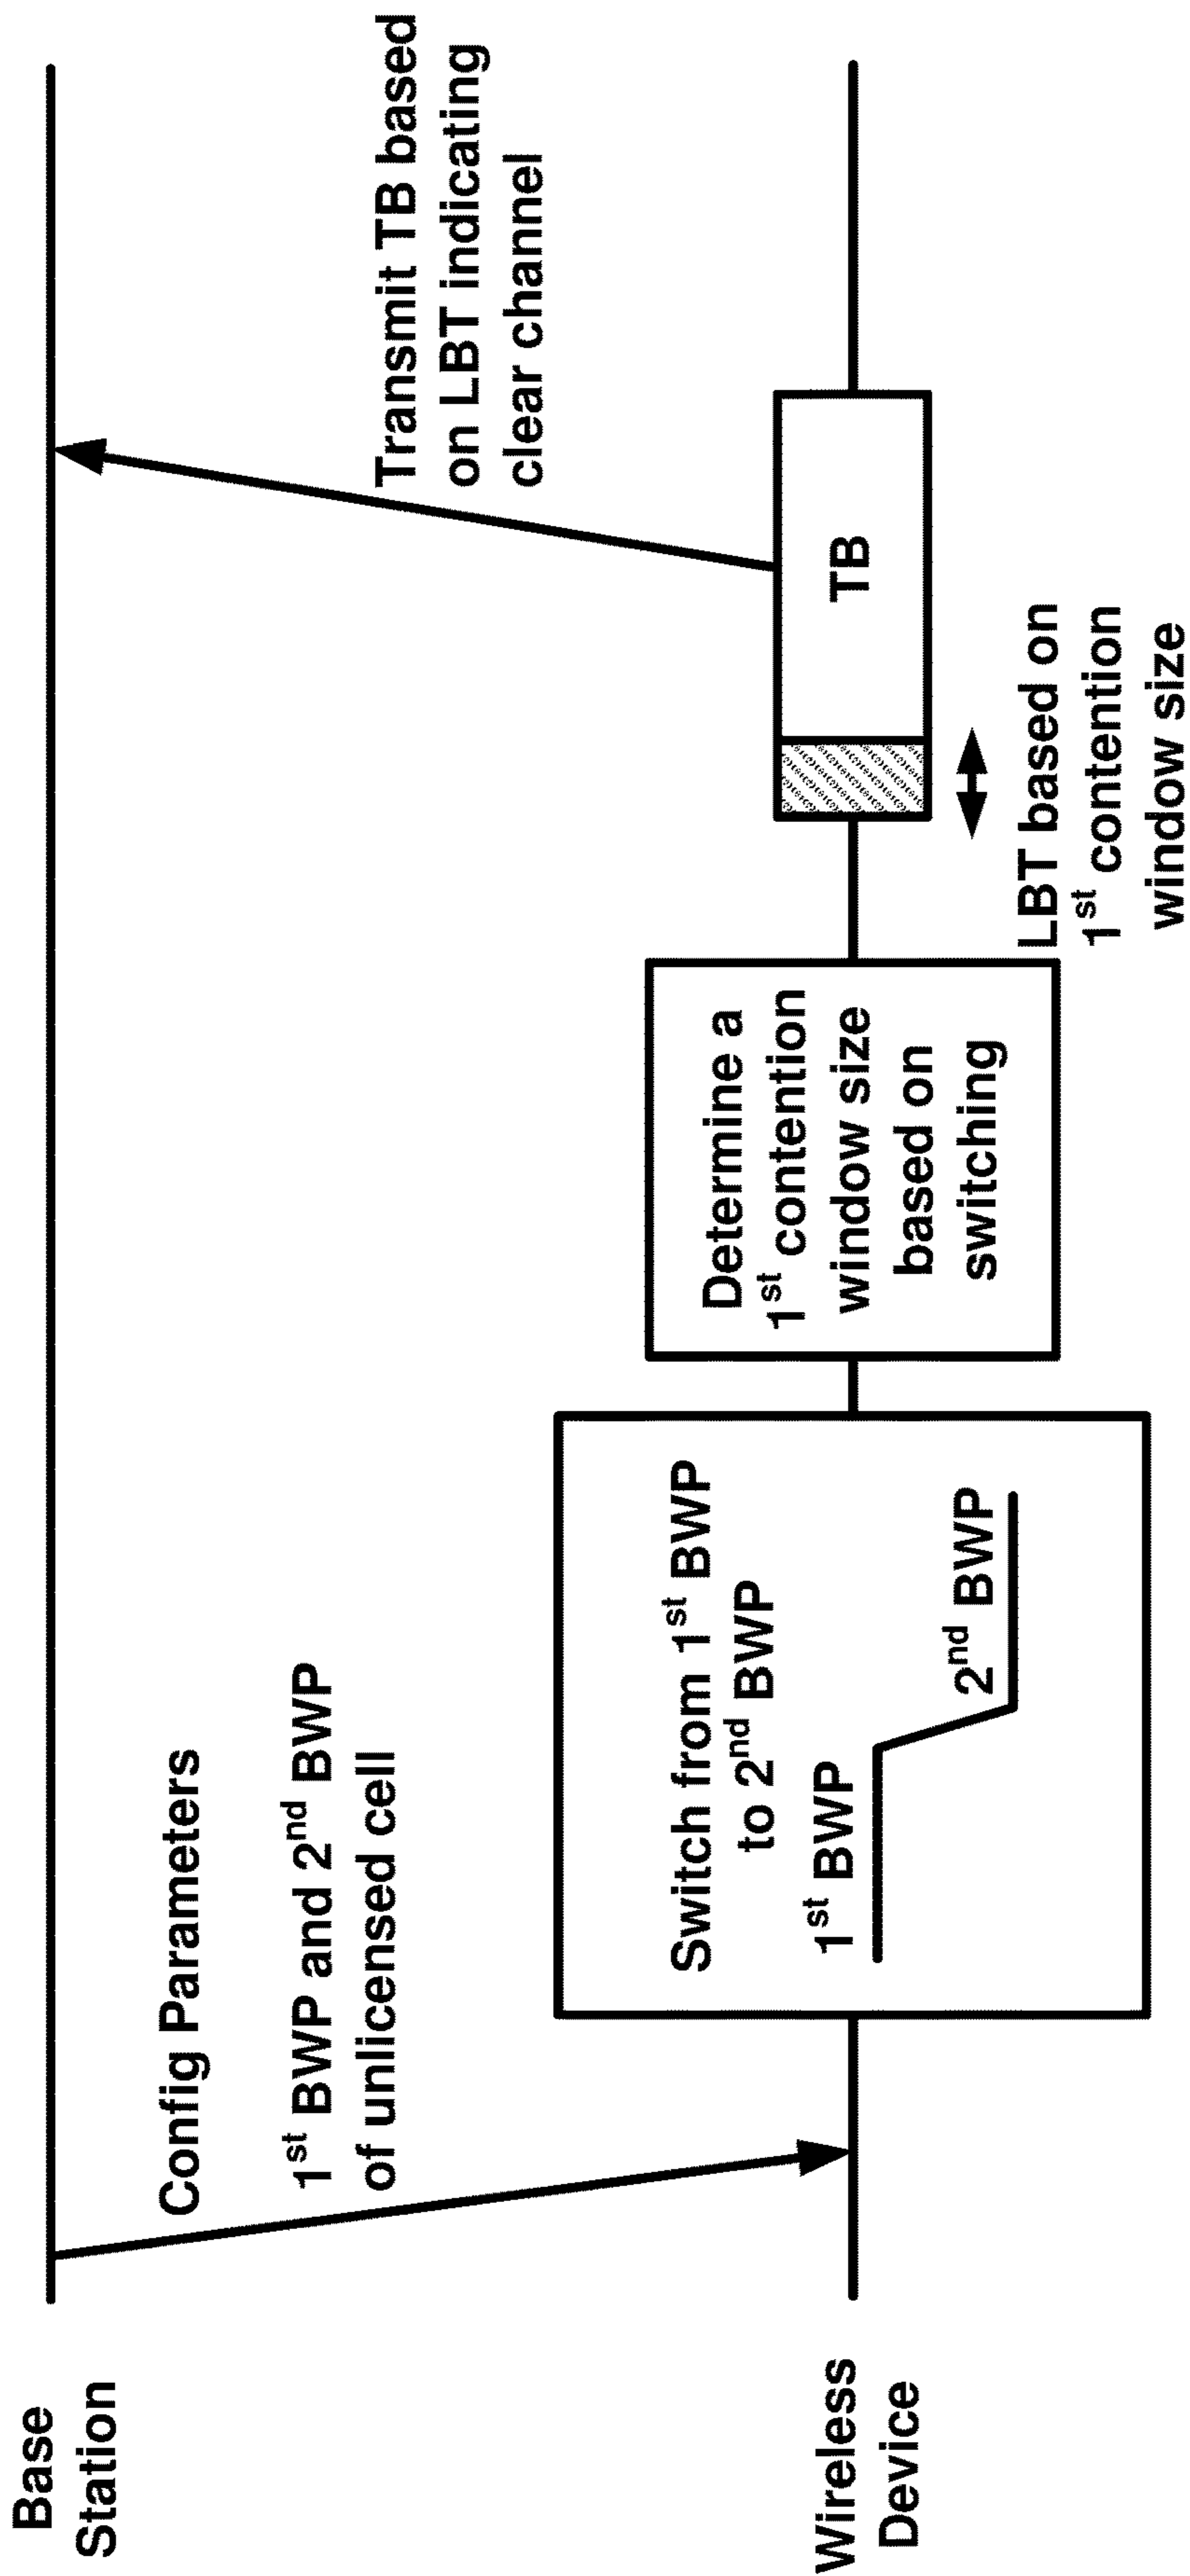 Base
Station
Config Parameters
1st BWP and 2nd BWP
of unlicensed cell
Transmit TB based
on LBT indicating
clear channel
Wireless
Device
Switch from 1st BWP
to 2nd BWP
1st BWP
2nd BWP
Determine a
1st contention
window size
based on
switching
TB
LBT based on
1st contention
window size